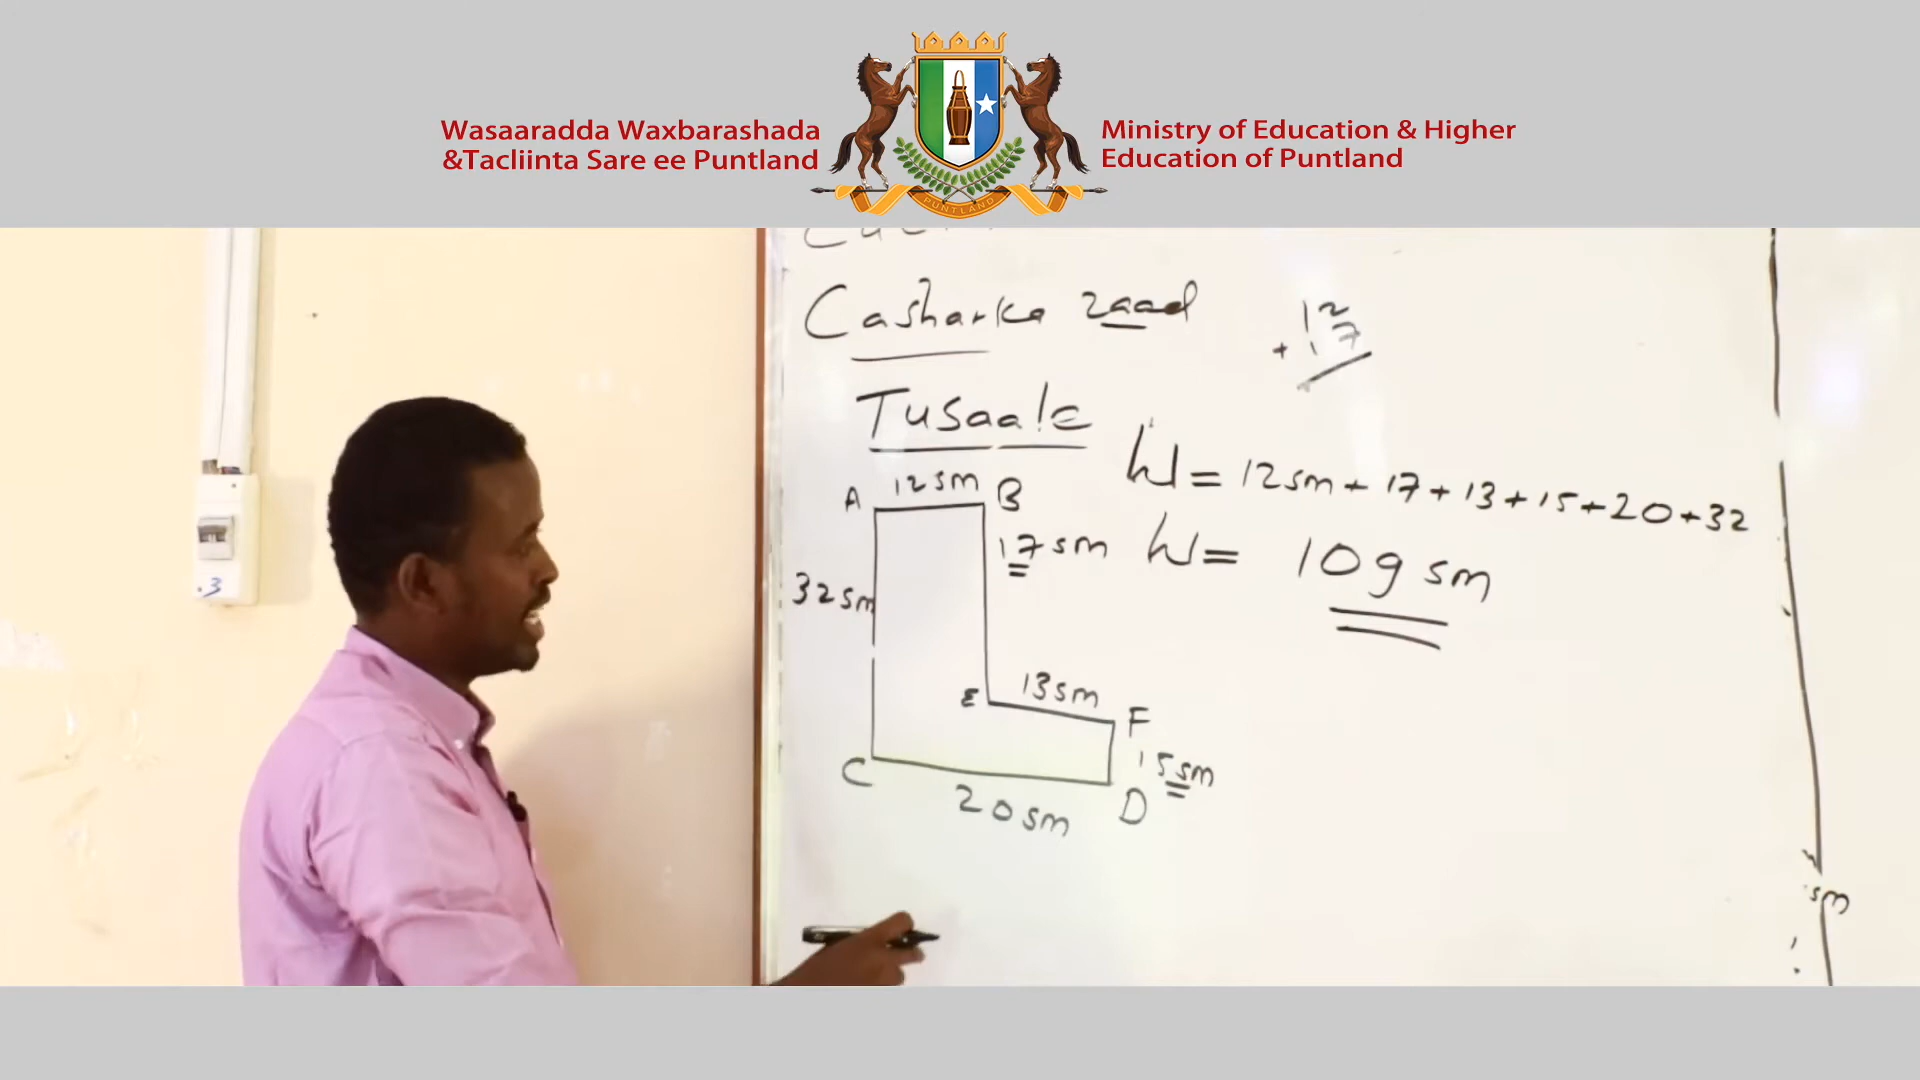 Wasaaradda Waxbarashada
&Tacliinta Sare ee Puntland
Ministry of Education & Higher
Education of Puntland
PUNTLAND
Casharka 2aad
12
+ 17
Tusaale
W = 12sm + 17 + 13 + 15 + 20 + 32
W = 109 sm
A 12sm B
17sm
32sm
E 13sm F
15sm
C 20sm D
sm
.3